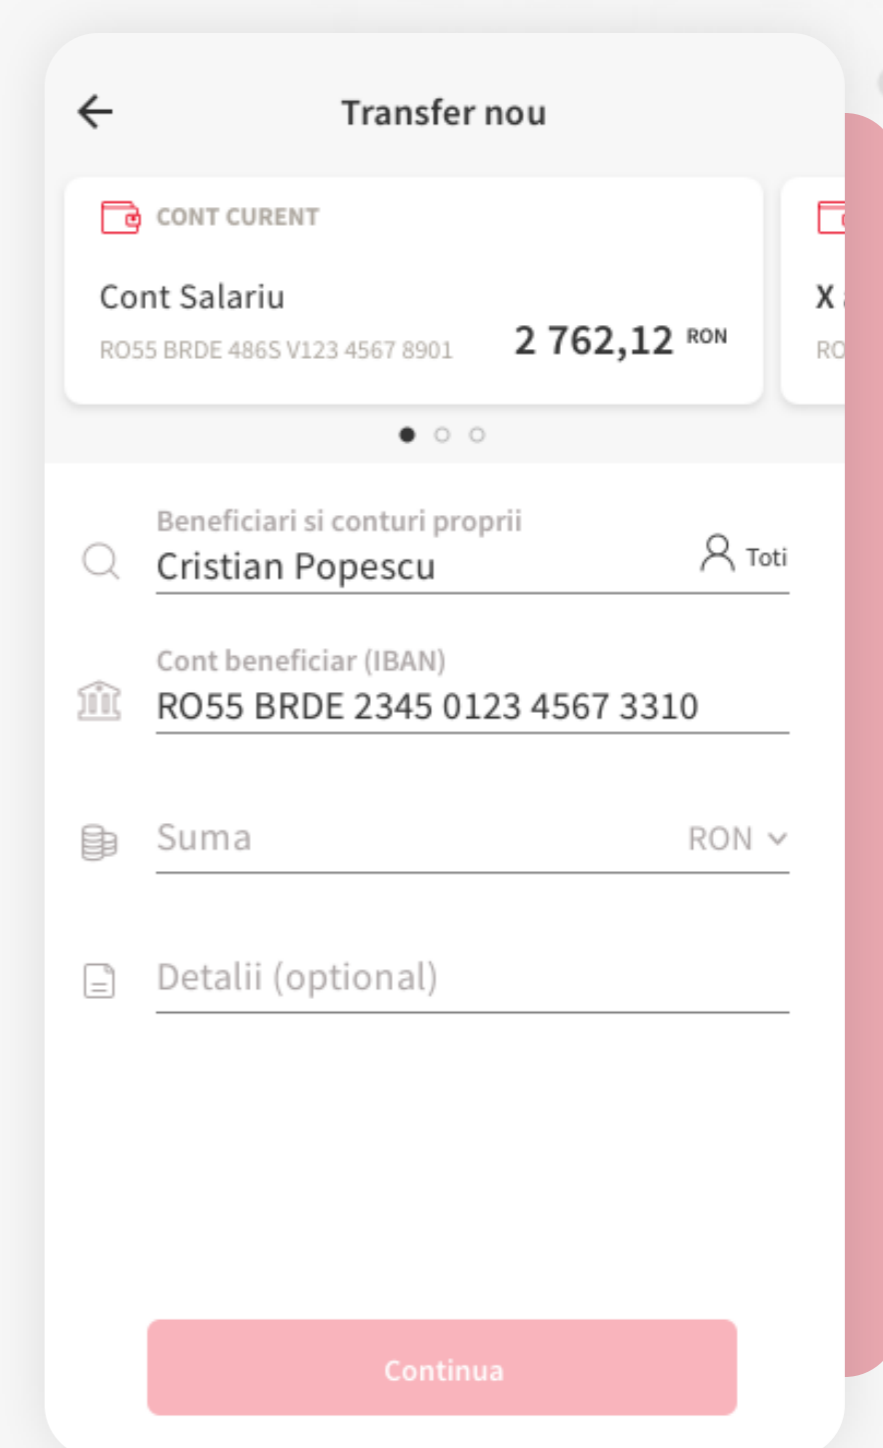 Transfer nou
CONT CURENT
Cont Salariu
RO55 BRDE 486S V123 4567 8901
2 762,12 RON
X
RO
Beneficiari si conturi proprii
Cristian Popescu
Toti
Cont beneficiar (IBAN)
RO55 BRDE 2345 0123 4567 3310
Suma
RON
Detalii (optional)
Continua